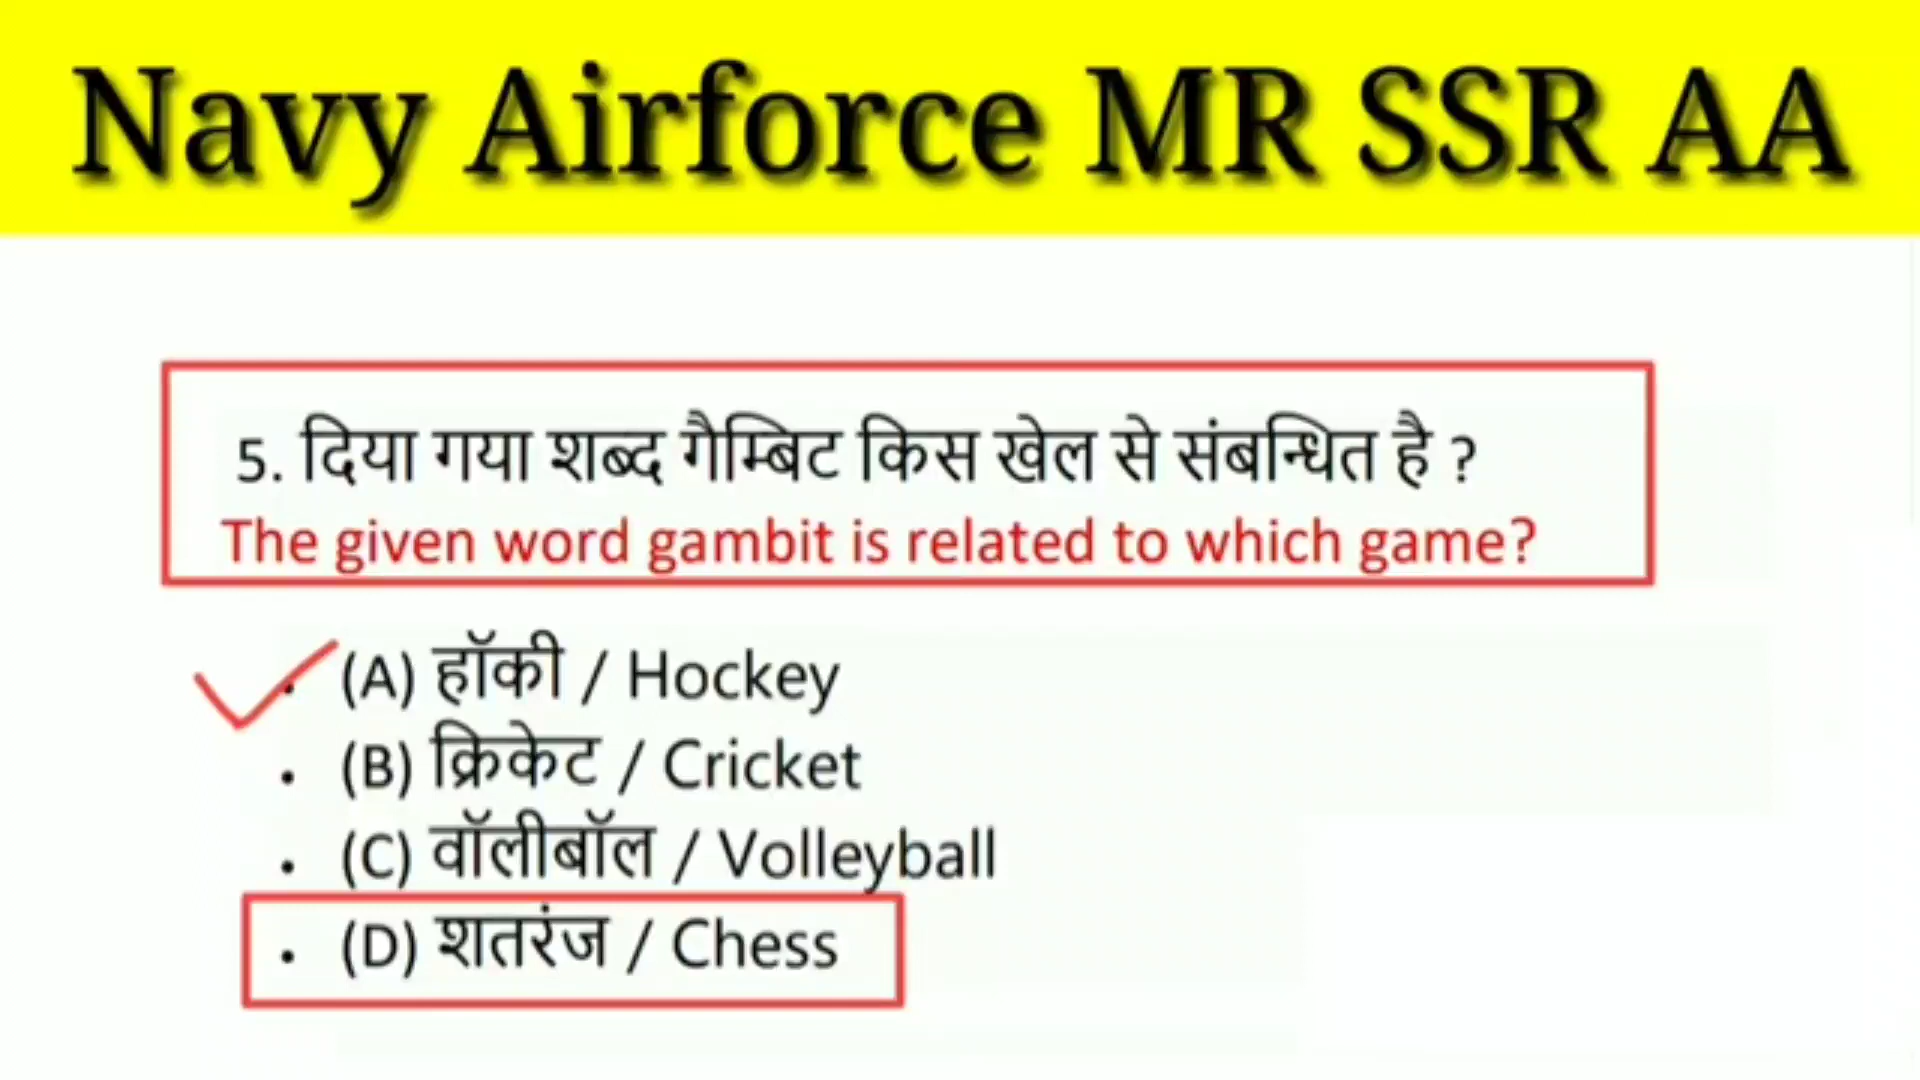 Navy Airforce MR SSR AA
5. दिया गया शब्द गैम्बिट किस खेल से संबन्धित है ?
The given word gambit is related to which game?
• (A) हॉकी / Hockey
• (B) क्रिकेट / Cricket
• (C) वॉलीबॉल / Volleyball
• (D) शतरंज / Chess